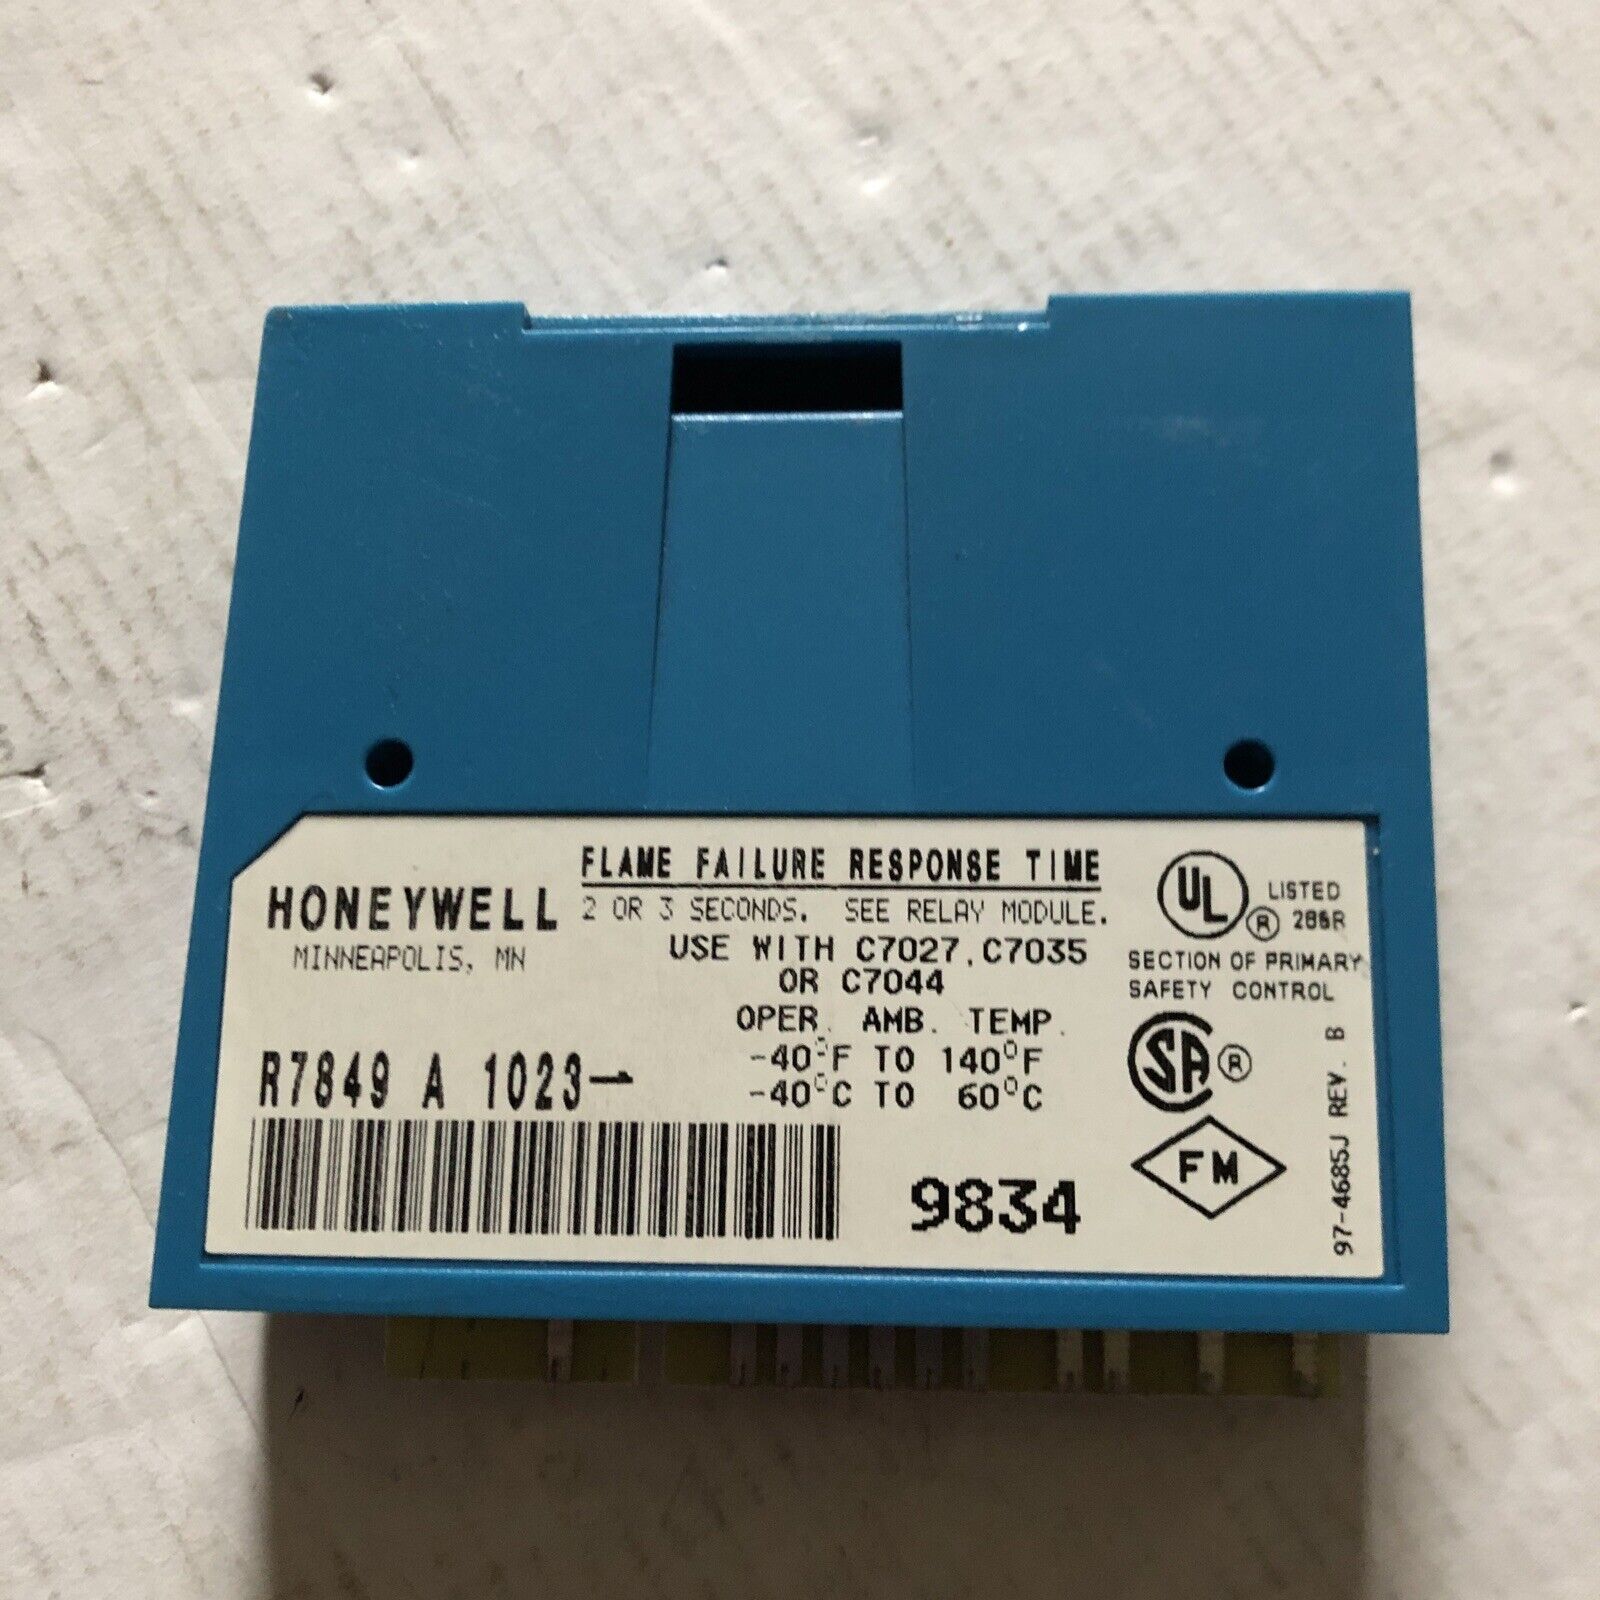 HONEYWELL
MINNEAPOLIS, MN
FLAME FAILURE RESPONSE TIME
2 OR 3 SECONDS. SEE RELAY MODULE.
USE WITH C7027, C7035
OR C7044
OPER. AMB. TEMP.
-40°F TO 140°F
-40°C TO 60°C
R7849 A 1023
9834
UL ® LISTED
SECTION OF PRIMARY
SAFETY CONTROL
SA ®
FM
97-4685J REV. B